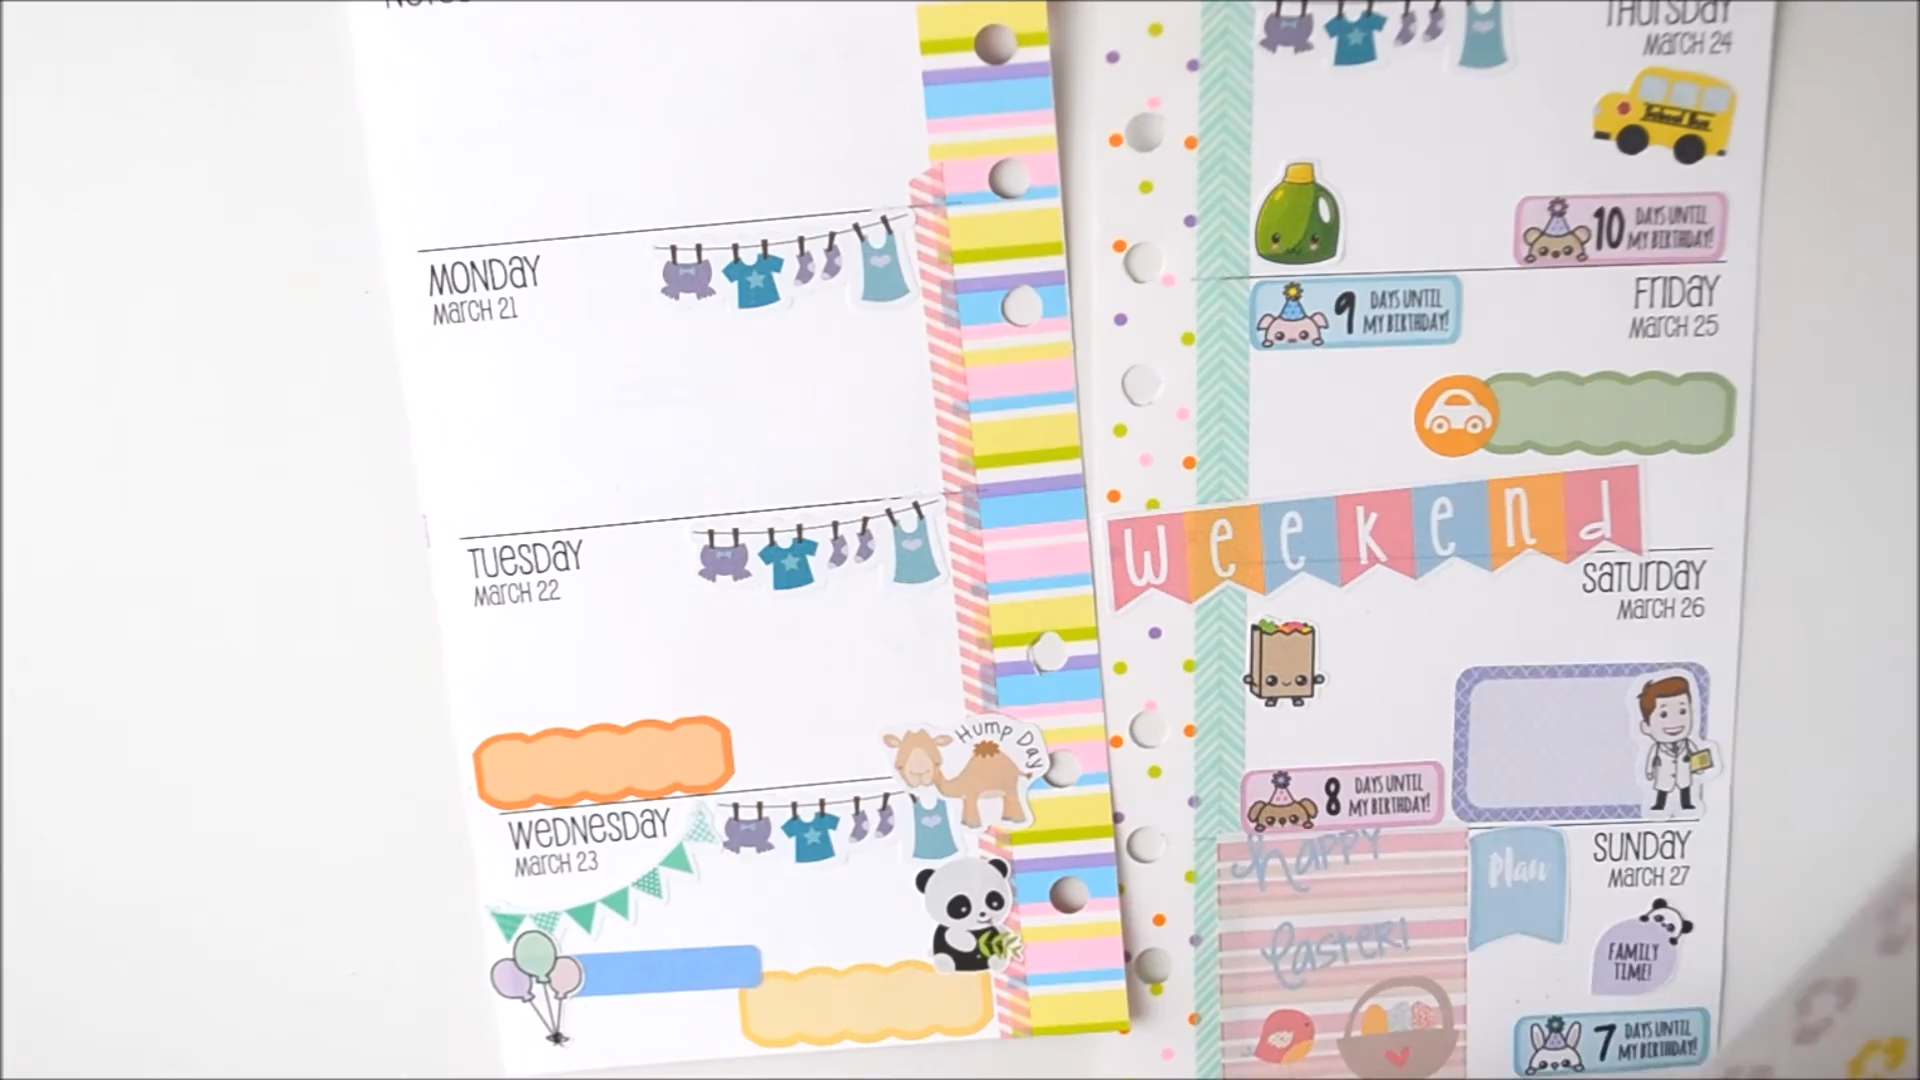 MONDAY
March 21
TUESDAY
March 22
Hump Day
WEDNESDAY
March 23
THURSDAY
March 24
School Bus
10 DAYS UNTIL
MY BIRTHDAY!
FRIDAY
March 25
9 DAYS UNTIL
MY BIRTHDAY!
weekend
SATURDAY
March 26
8 DAYS UNTIL
MY BIRTHDAY!
SUNDAY
March 27
Happy
Easter!
Plan
FAMILY
TIME!
7 DAYS UNTIL
MY BIRTHDAY!